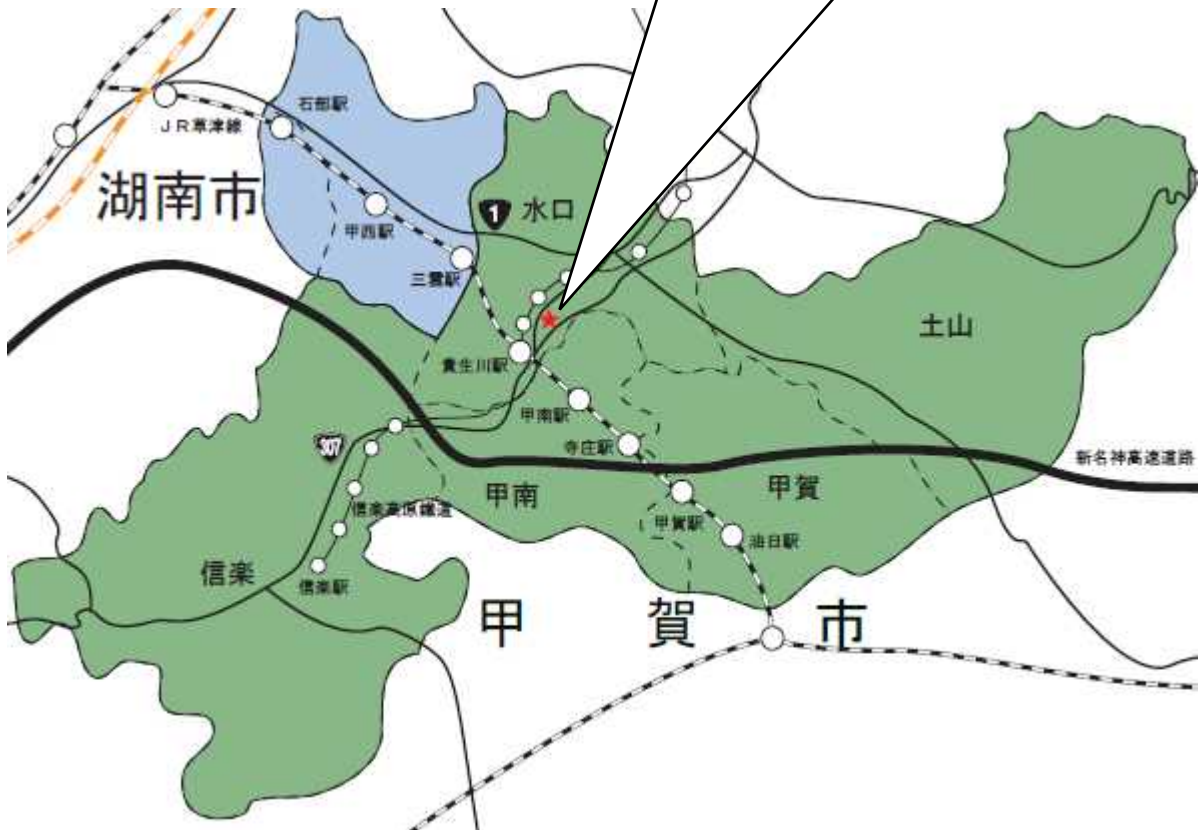 石部駅
JR草津線
湖南市
1
水口
甲西駅
三雲駅
土山
貴生川駅
甲南駅
307
寺庄駅
新名神高速道路
甲南
甲賀
信楽高原鐵道
甲賀駅
油日駅
信楽
信楽駅
甲賀市